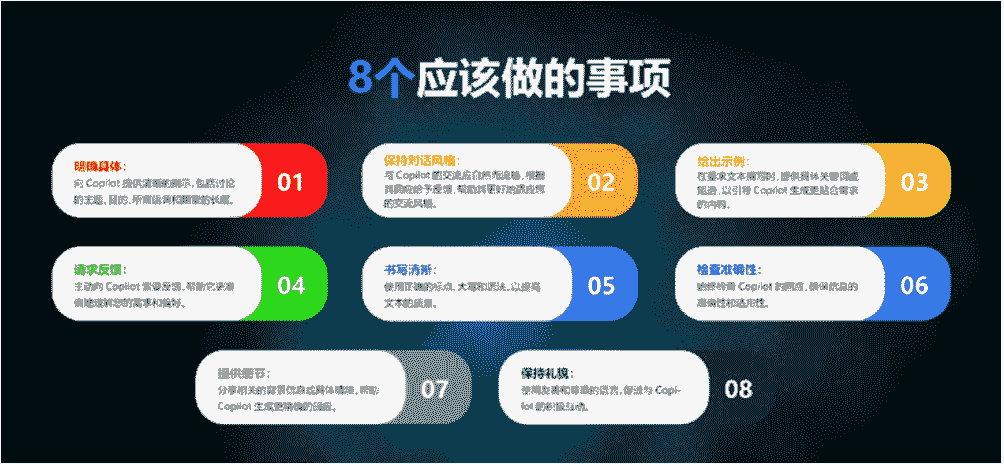 8个应该做的事项
明确具体：
向 Copilot 提供清晰的指示，包括讨论
的主题、目的、所需语调和期望的长度。
01
保持对话风格：
与 Copilot 的交流应自然而流畅，根据
其回应给予反馈，帮助其更好地适应您
的交流风格。
02
给出示例：
在要求文本撰写时，提供具体关键词或
短语，以引导 Copilot 生成更贴合需求
的内容。
03
请求反馈：
主动向 Copilot 索要反馈，帮助它更准
确地理解您的需求和偏好。
04
书写清晰：
使用正确的标点、大写和语法，以提高
文本的质量。
05
检查准确性：
始终检查 Copilot 的回应，确保信息的
准确性和适用性。
06
提供细节：
分享相关的背景信息或具体情境，帮助
Copilot 生成更精确的回应。
07
保持礼貌：
使用友善和尊重的语言，促进与 Copi-
lot 的积极互动。
08